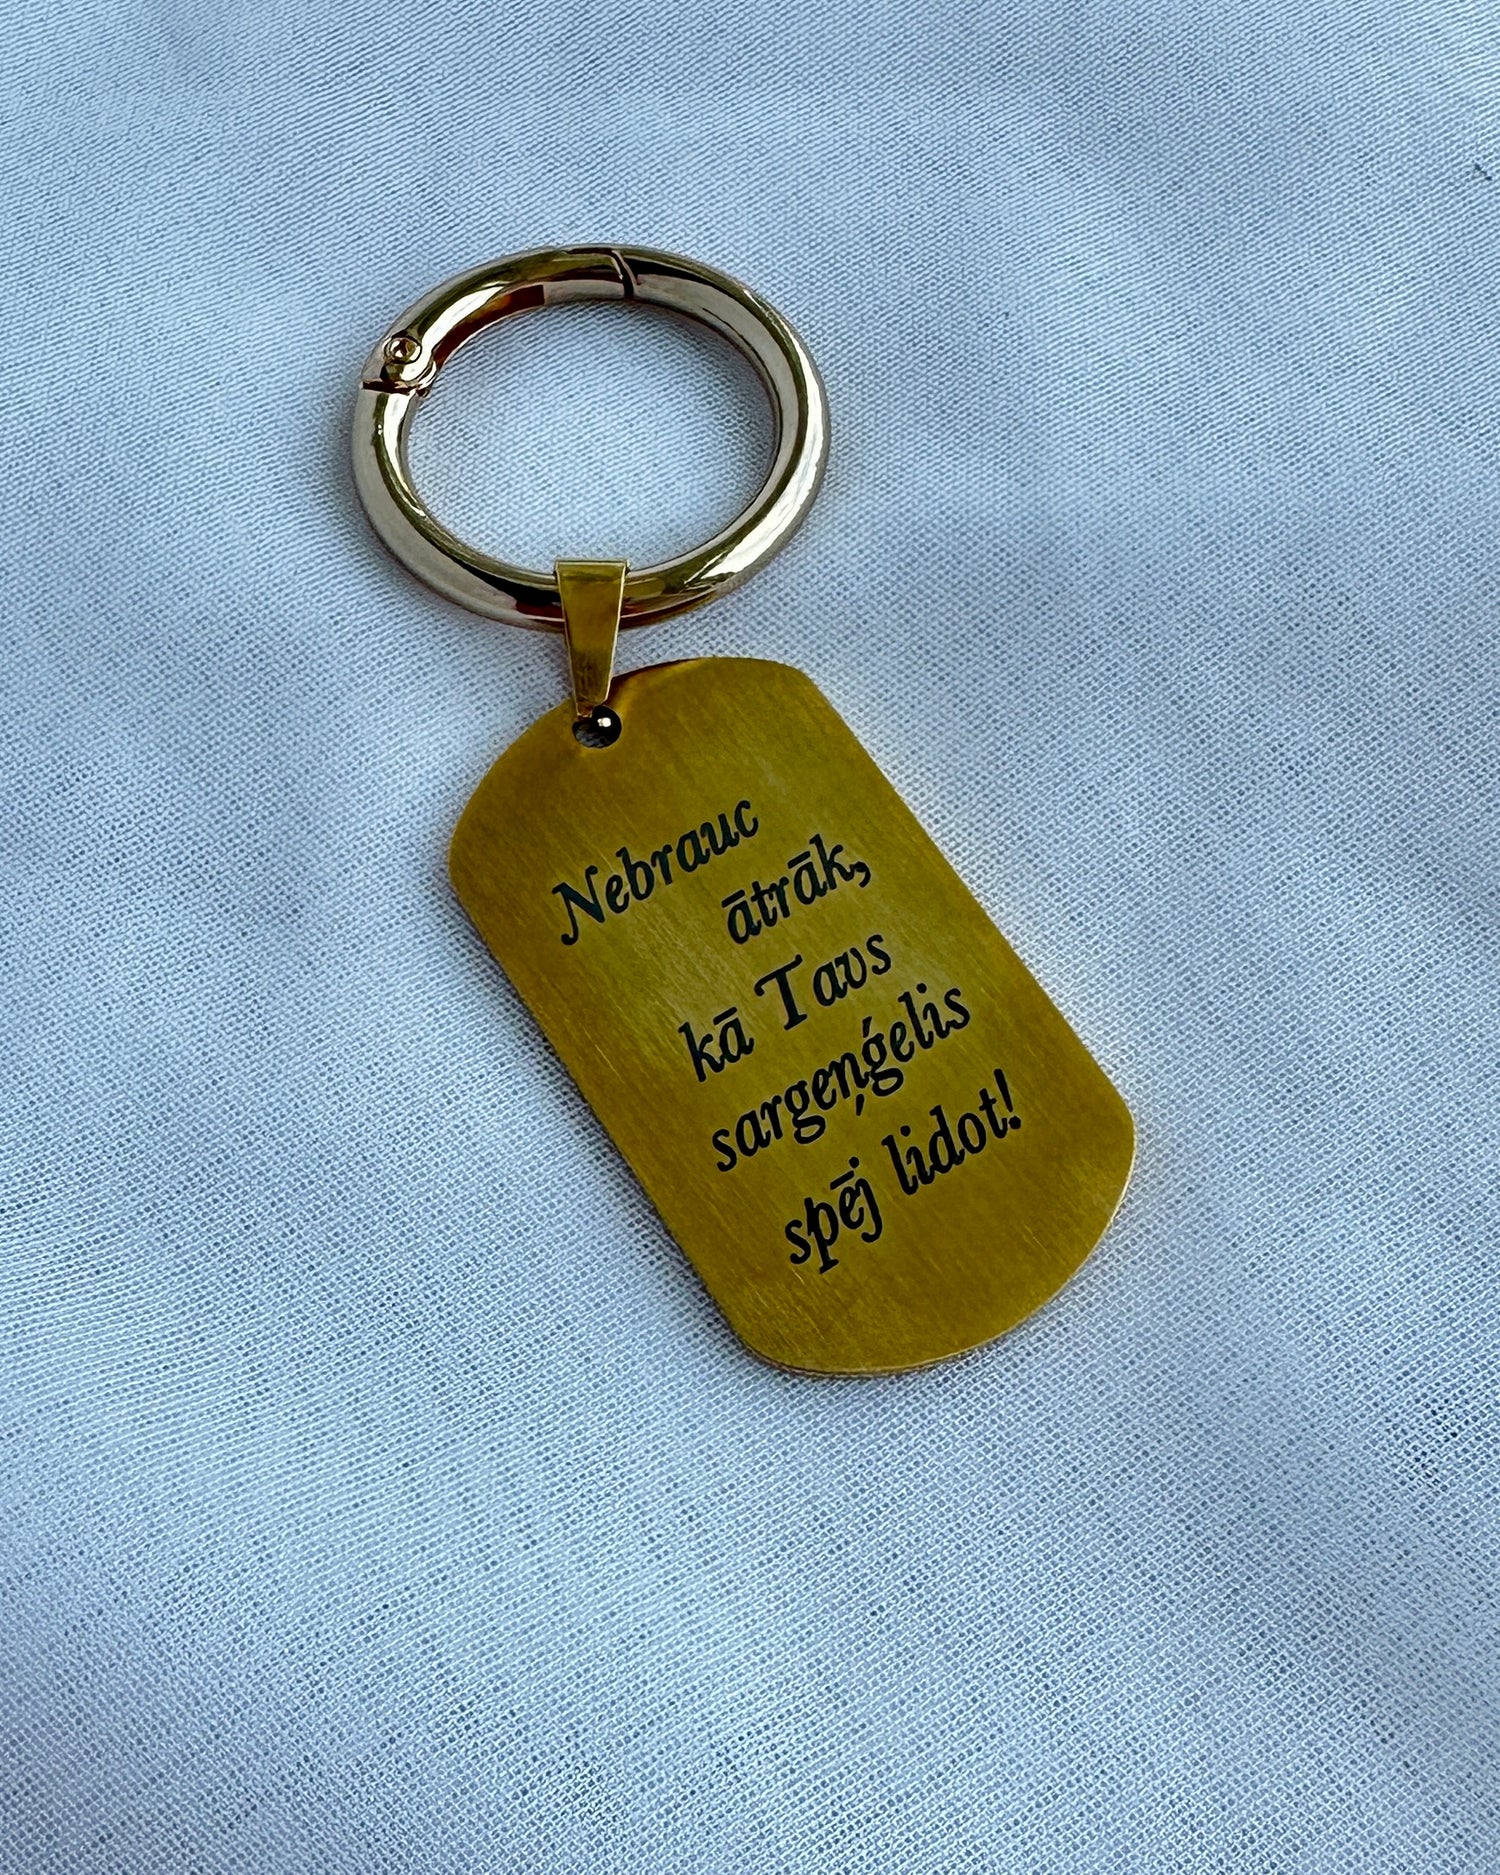 Nebrauc
ātrāk,
kā Tavs
sargeņģelis
spēj lidot!